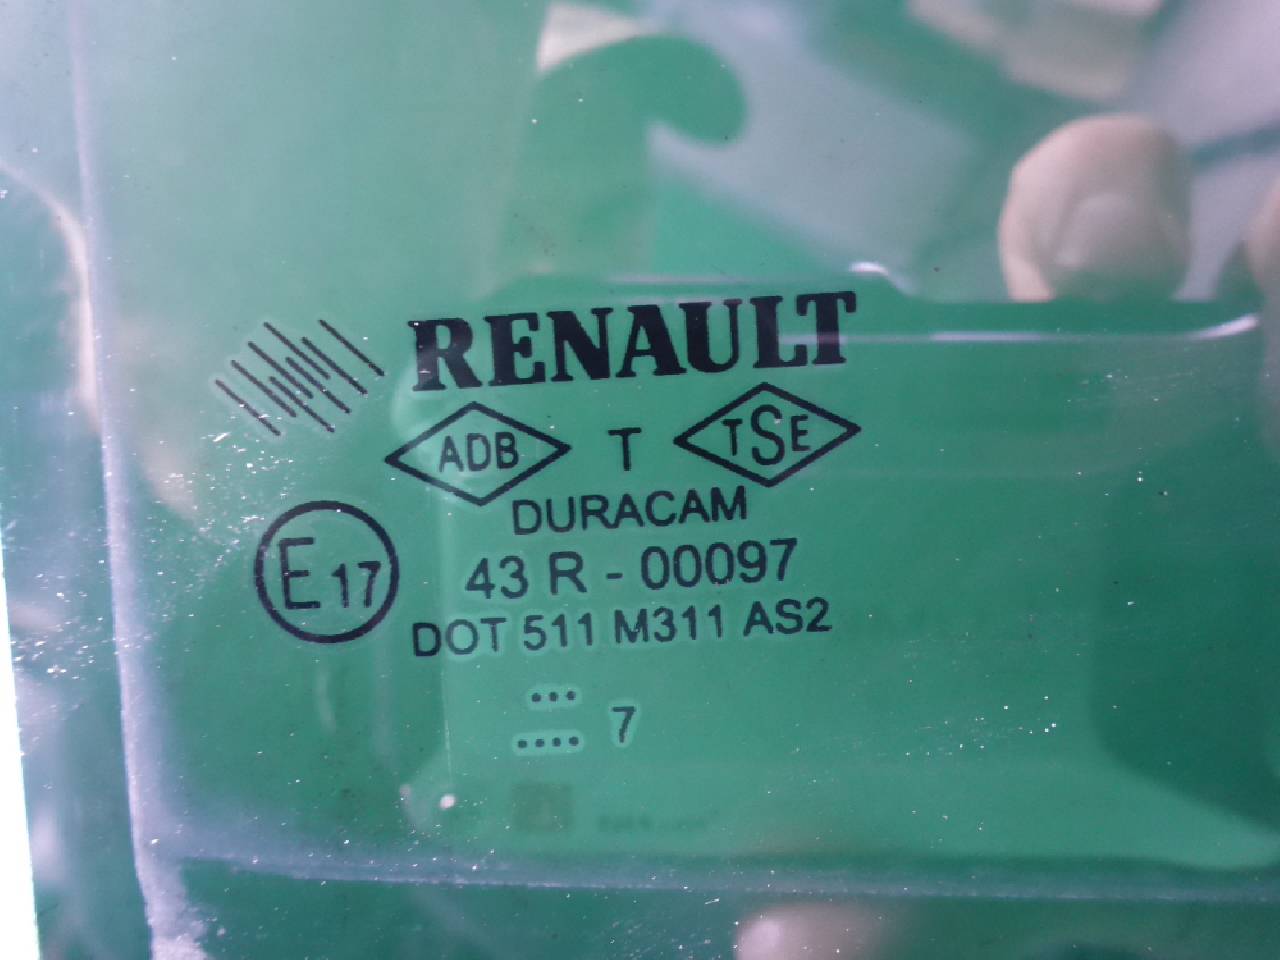 RENAULT
ADB T TSE
DURACAM
E17 43 R - 00097
DOT 511 M311 AS2
...
.... 7